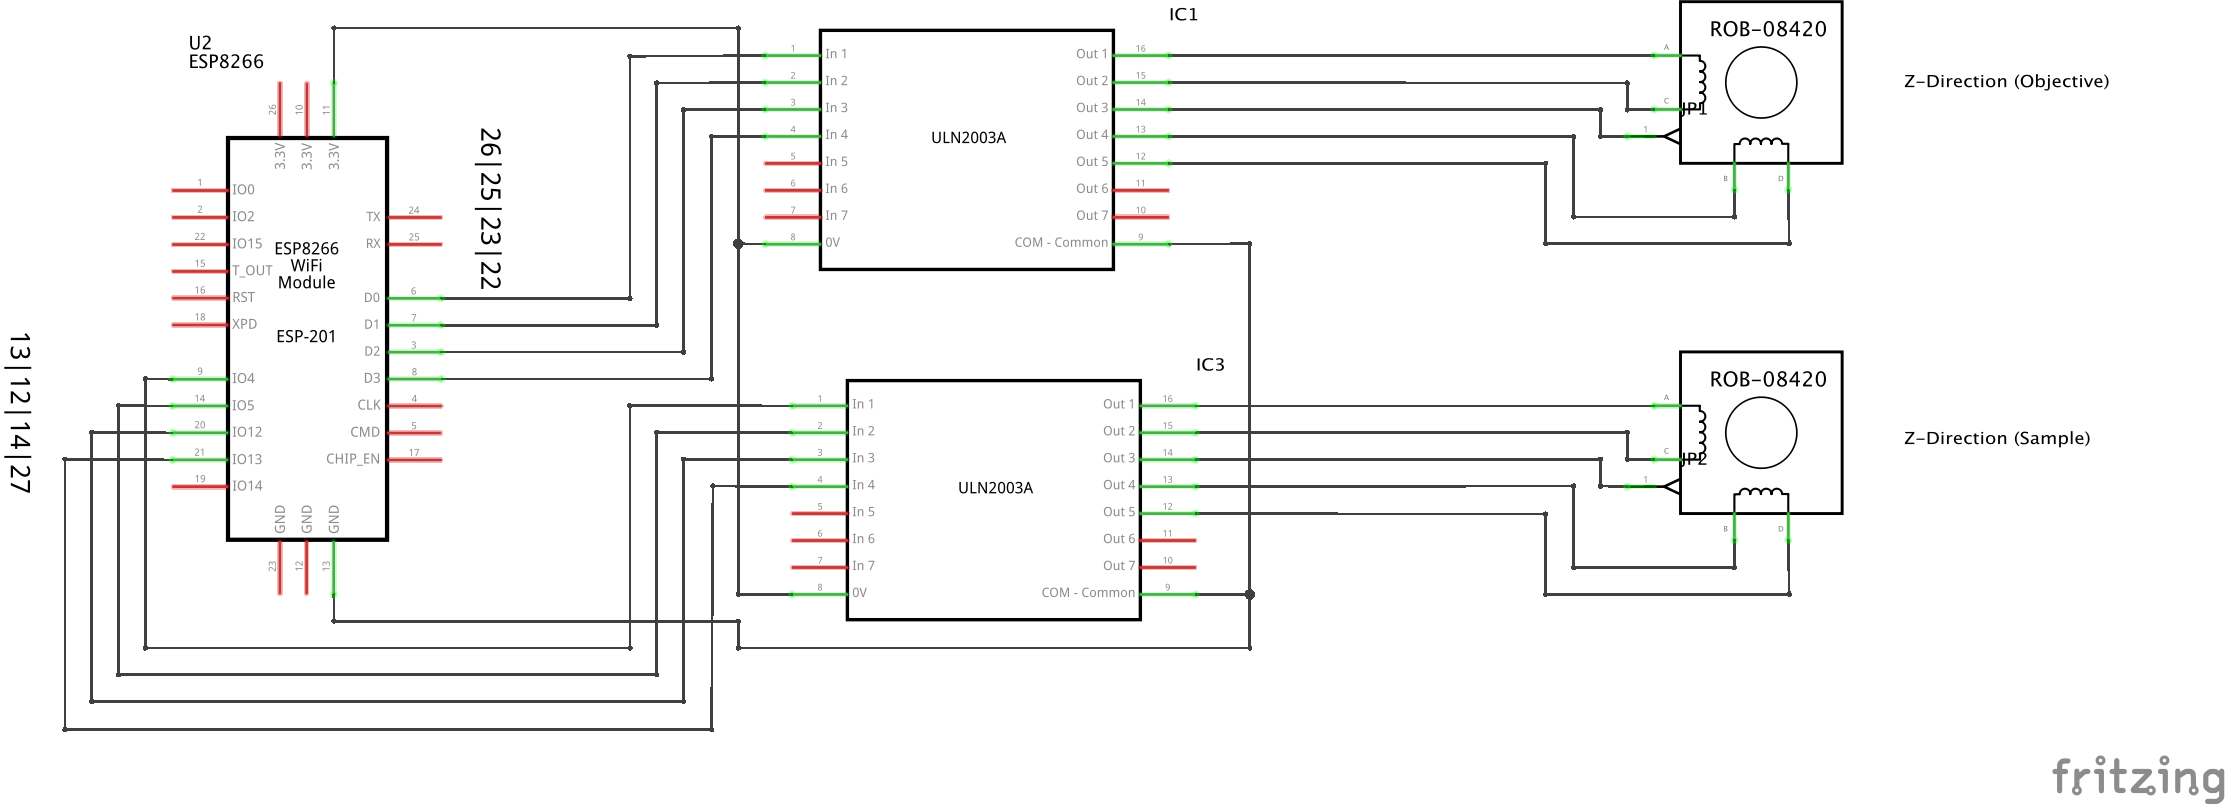 U2
ESP8266
26
10
11
3.3V
3.3V
3.3V
1
IO0
2
IO2
22
IO15
15
T_OUT
16
RST
18
XPD
9
IO4
14
IO5
20
IO12
21
IO13
19
IO14
TX
24
RX
25
ESP8266
WiFi
Module
ESP-201
D0
6
D1
7
D2
3
D3
8
CLK
4
CMD
5
CHIP_EN
17
GND
GND
GND
23
12
13
26|25|23|22
13|12|14|27
IC1
ULN2003A
1
In 1
2
In 2
3
In 3
4
In 4
5
In 5
6
In 6
7
In 7
8
0V
Out 1
16
Out 2
15
Out 3
14
Out 4
13
Out 5
12
Out 6
11
Out 7
10
COM - Common
9
IC3
ULN2003A
1
In 1
2
In 2
3
In 3
4
In 4
5
In 5
6
In 6
7
In 7
8
0V
Out 1
16
Out 2
15
Out 3
14
Out 4
13
Out 5
12
Out 6
11
Out 7
10
COM - Common
9
ROB-08420
A
C
JP1
1
B
D
Z-Direction (Objective)
ROB-08420
A
C
JP2
1
B
D
Z-Direction (Sample)
fritzing